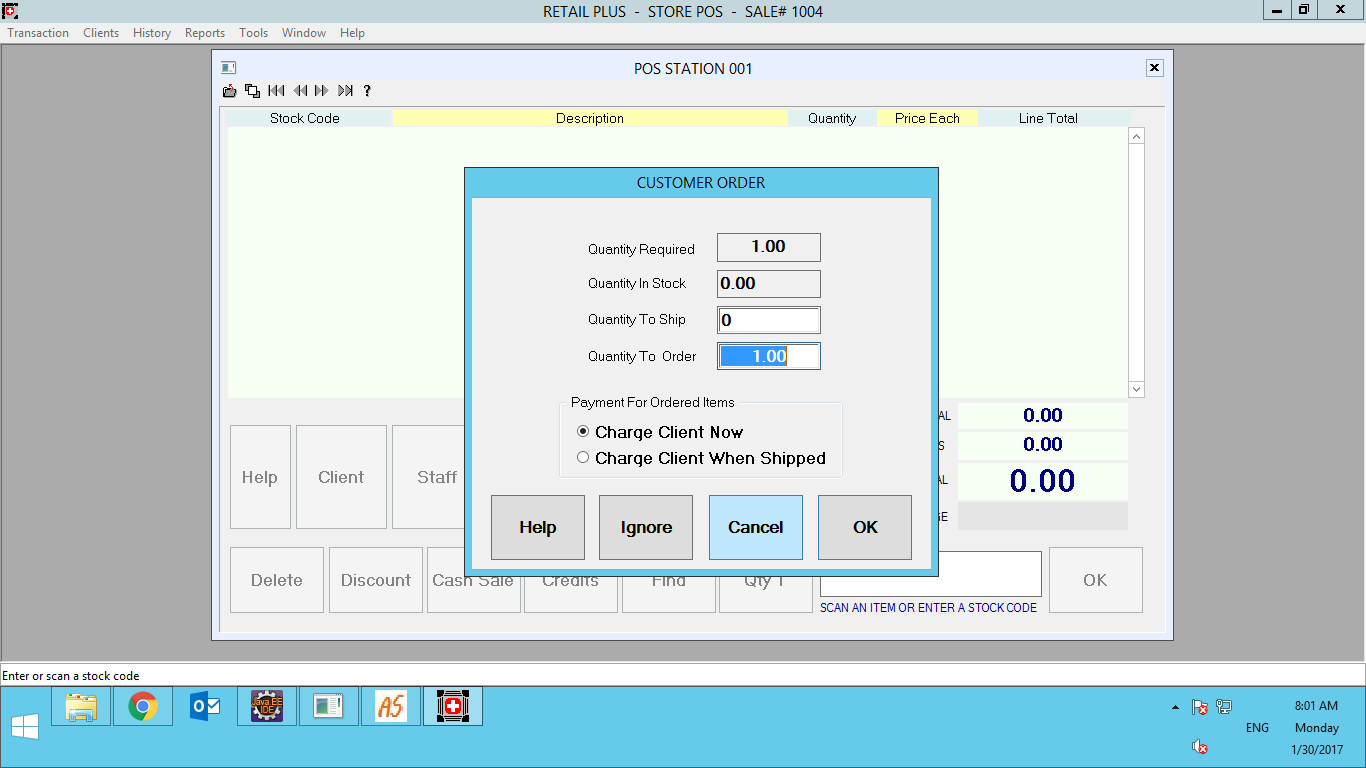 RETAIL PLUS - STORE POS - SALE# 1004
Transaction Clients History Reports Tools Window Help
POS STATION 001
?
Stock Code Description Quantity Price Each Line Total
CUSTOMER ORDER
Quantity Required 1.00
Quantity In Stock 0.00
Quantity To Ship 0
Quantity To Order 1.00
Payment For Ordered Items
Charge Client Now
Charge Client When Shipped
AL 0.00
S 0.00
AL 0.00
GE
Help Client Staff
Help Ignore Cancel OK
Delete Discount Cash Sale Credits Find Qty 1 OK
SCAN AN ITEM OR ENTER A STOCK CODE
Enter or scan a stock code
Java EE
IDE
AS
8:01 AM
ENG Monday
1/30/2017